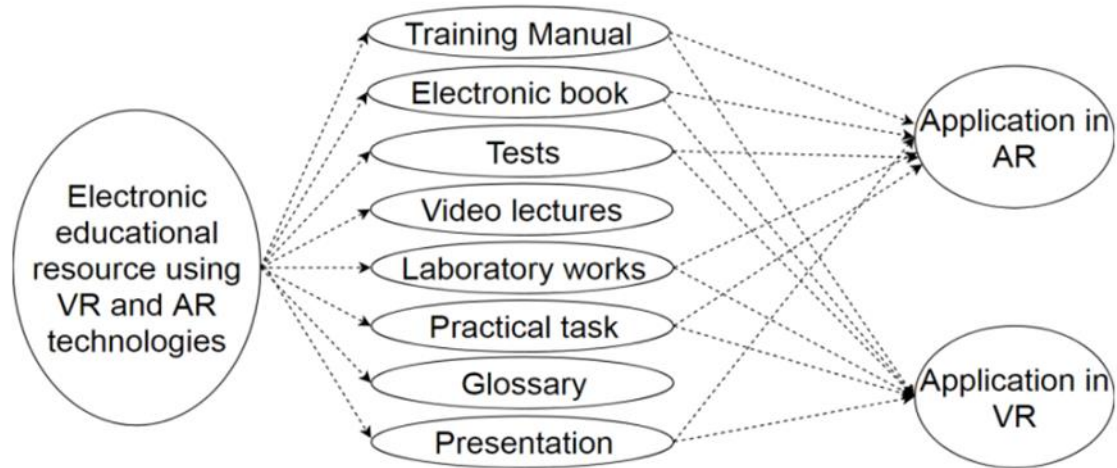 Electronic
educational
resource using
VR and AR
technologies
Training Manual
Electronic book
Tests
Video lectures
Laboratory works
Practical task
Glossary
Presentation
Application in
AR
Application in
VR